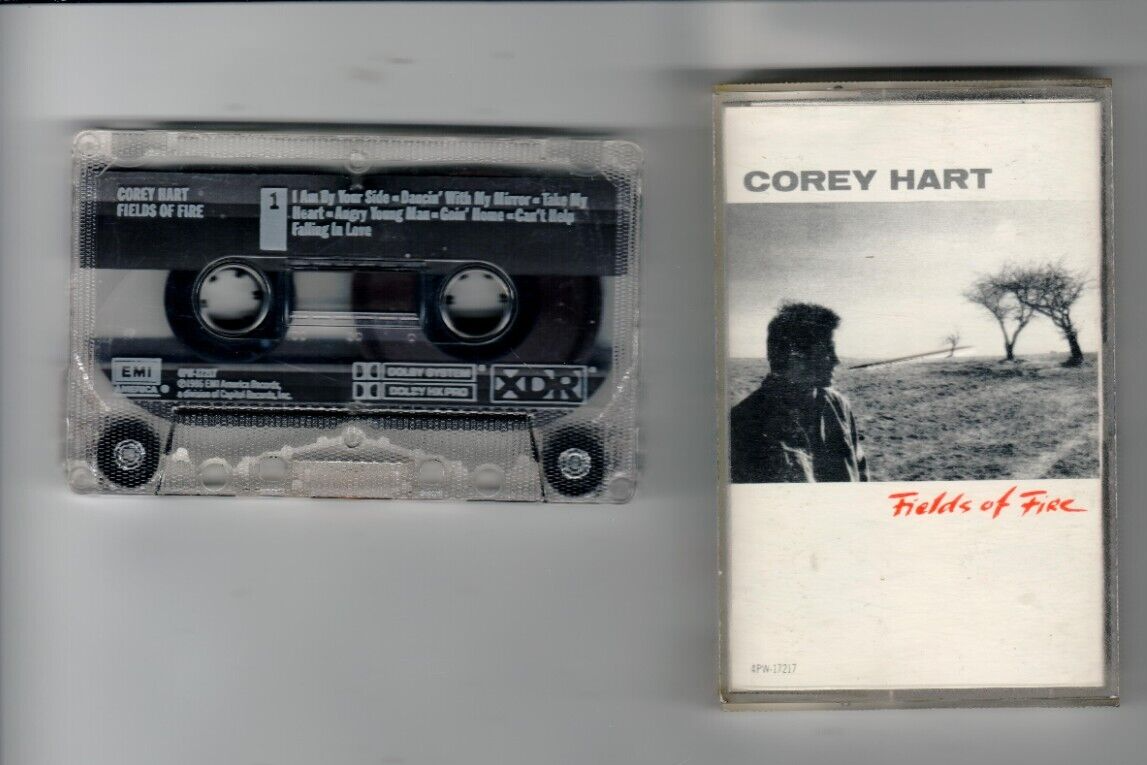 COREY HART
FIELDS OF FIRE
1
I Am By Your Side ▪ Dancin' With My Mirror ▪ Take My
Heart ▪ Angry Young Man ▪ Goin' Home ▪ Can't Help
Falling In Love
EMI
AMERICA
4PW-17217
℗1986 EMI America Records,
a division of Capitol Records, Inc.
DOLBY SYSTEM
DOLBY HX PRO
XDR
COREY HART
Fields of Fire
4PW-17217